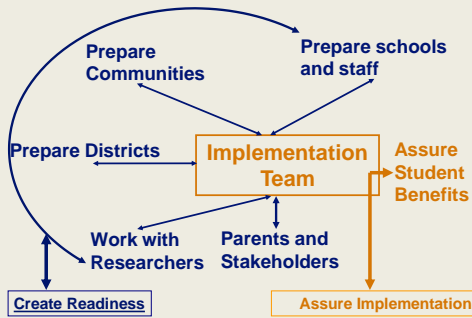 Prepare
Communities
Prepare schools
and staff
Prepare Districts
Implementation
Team
Assure
Student
Benefits
Work with
Researchers
Parents and
Stakeholders
Create Readiness
Assure Implementation